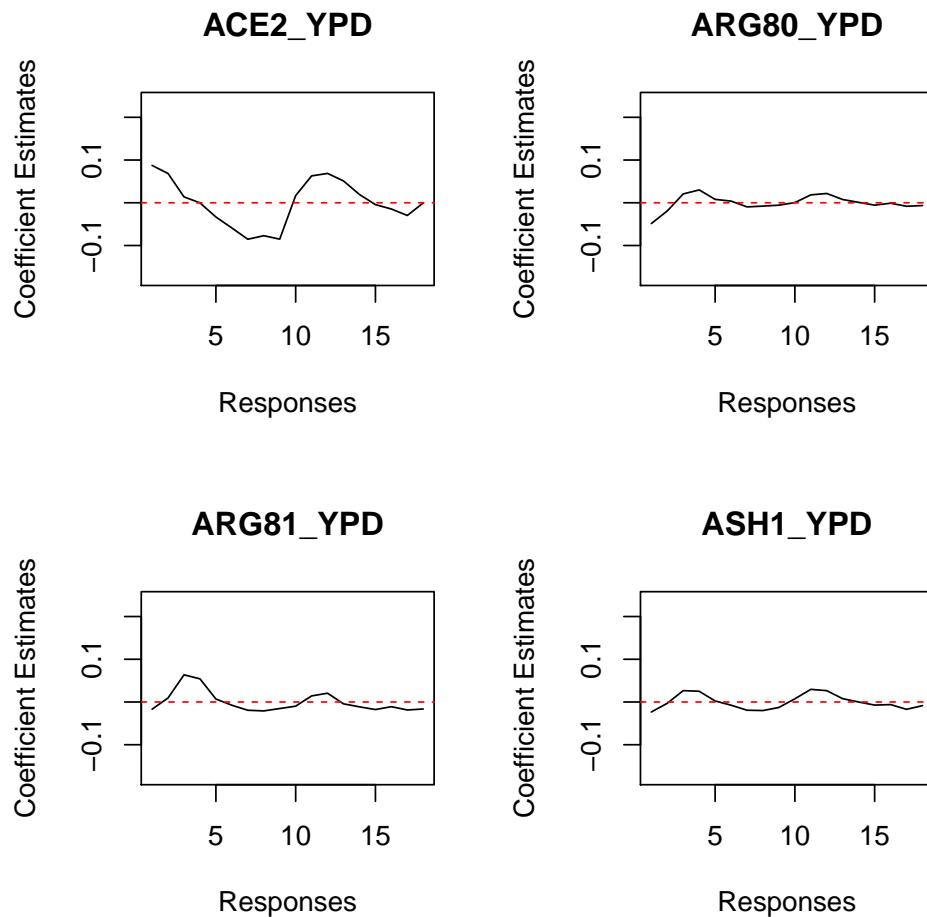 ACE2_YPD
Coefficient Estimates
0.1
−0.1
5
10
15
Responses
ARG80_YPD
Coefficient Estimates
0.1
−0.1
5
10
15
Responses
ARG81_YPD
Coefficient Estimates
0.1
−0.1
5
10
15
Responses
ASH1_YPD
Coefficient Estimates
0.1
−0.1
5
10
15
Responses